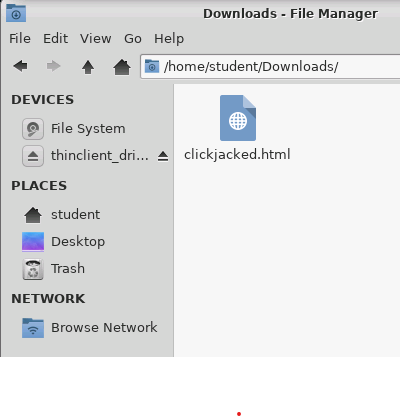 Downloads - File Manager
File Edit View Go Help
/home/student/Downloads/
DEVICES
File System
thinclient_dri...
PLACES
student
Desktop
Trash
NETWORK
Browse Network
clickjacked.html